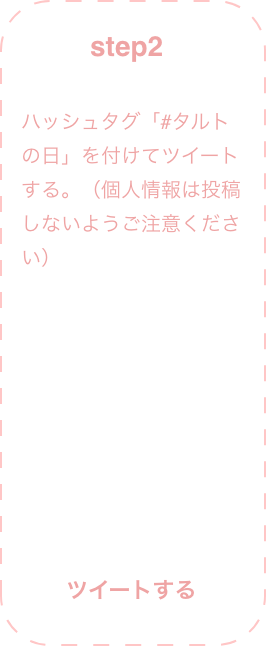 step2
ハッシュタグ「#タルト
の日」を付けてツイート
する。（個人情報は投稿
しないようご注意くださ
い）
ツイートする